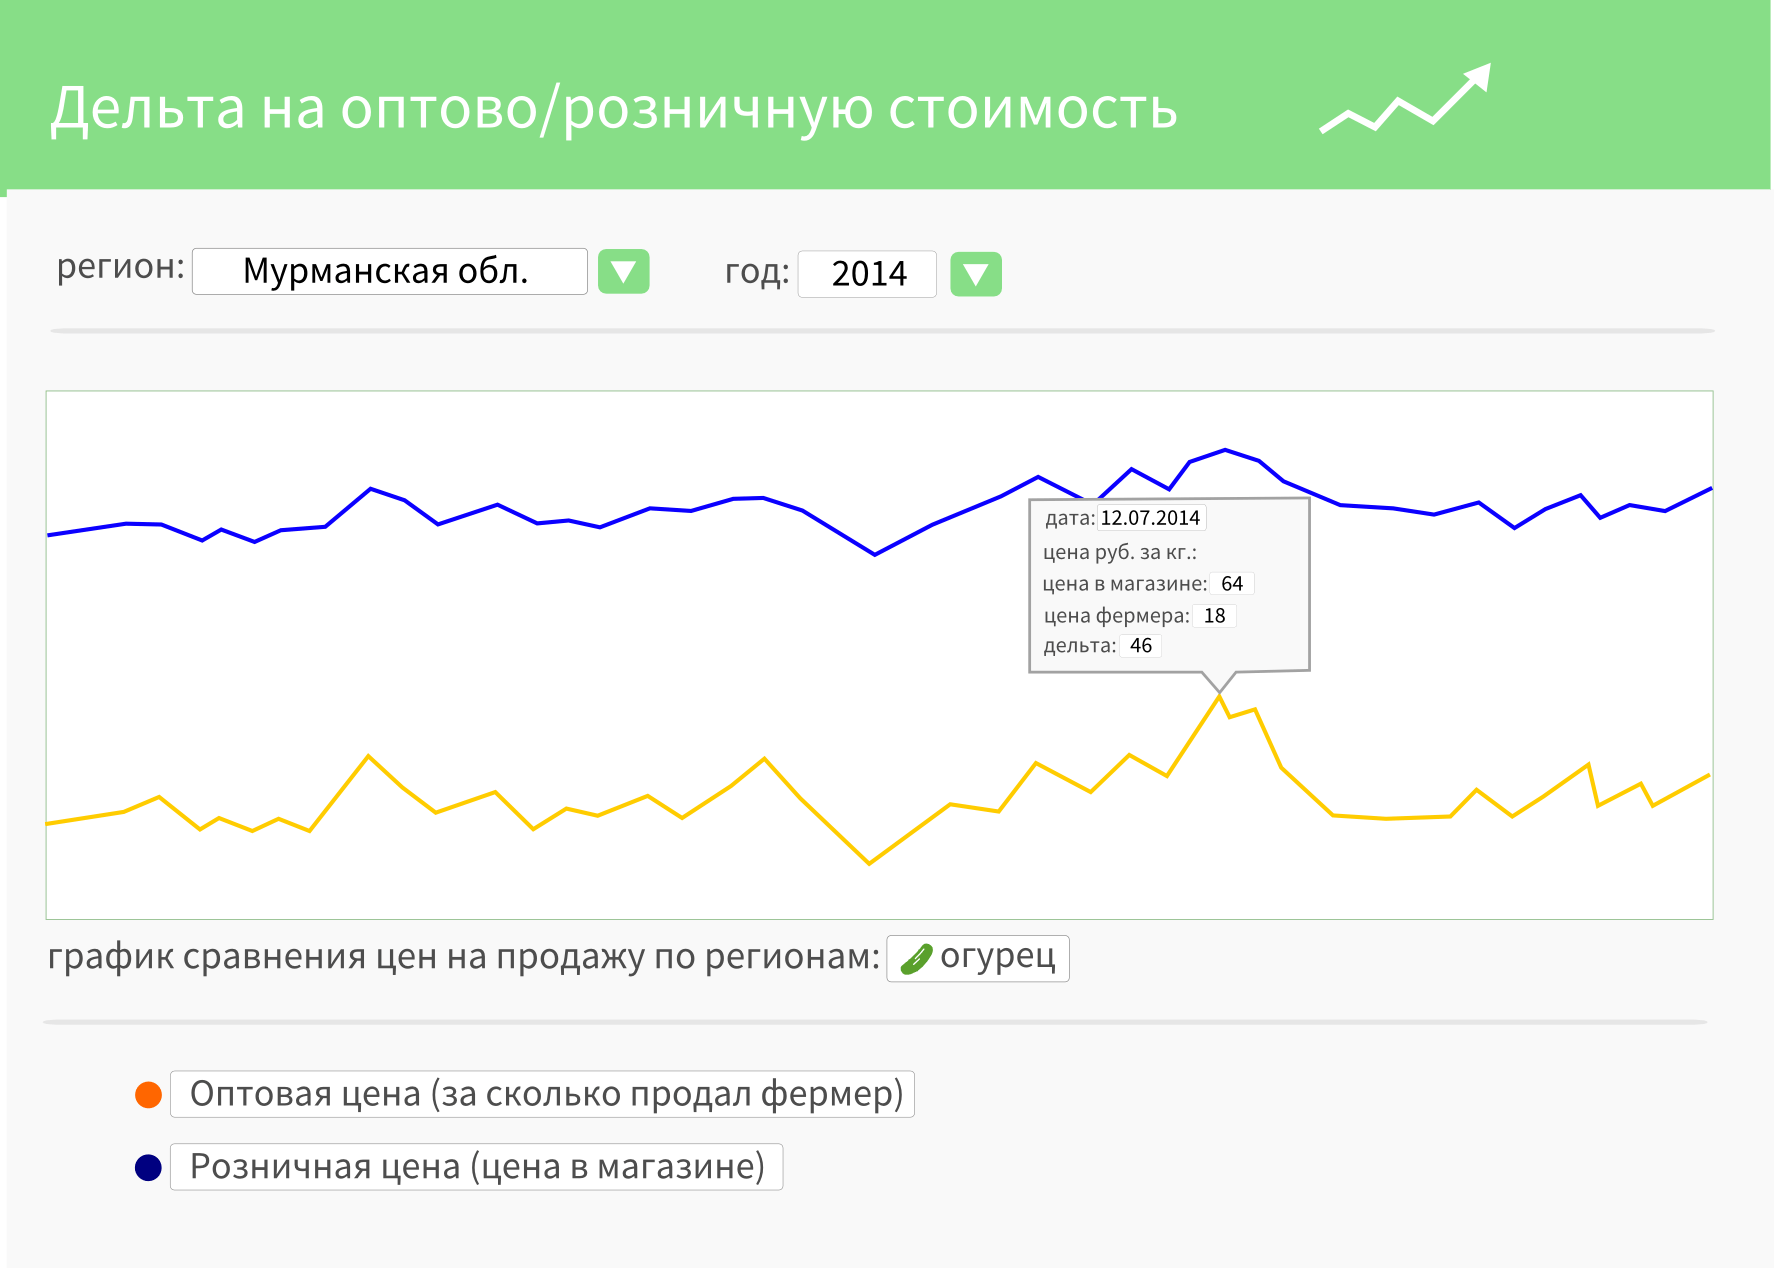 Дельта на оптово/розничную стоимость
регион: Мурманская обл. год: 2014
дата: 12.07.2014
цена руб. за кг.:
цена в магазине: 64
цена фермера: 18
дельта: 46
график сравнения цен на продажу по регионам: огурец
Оптовая цена (за сколько продал фермер)
Розничная цена (цена в магазине)